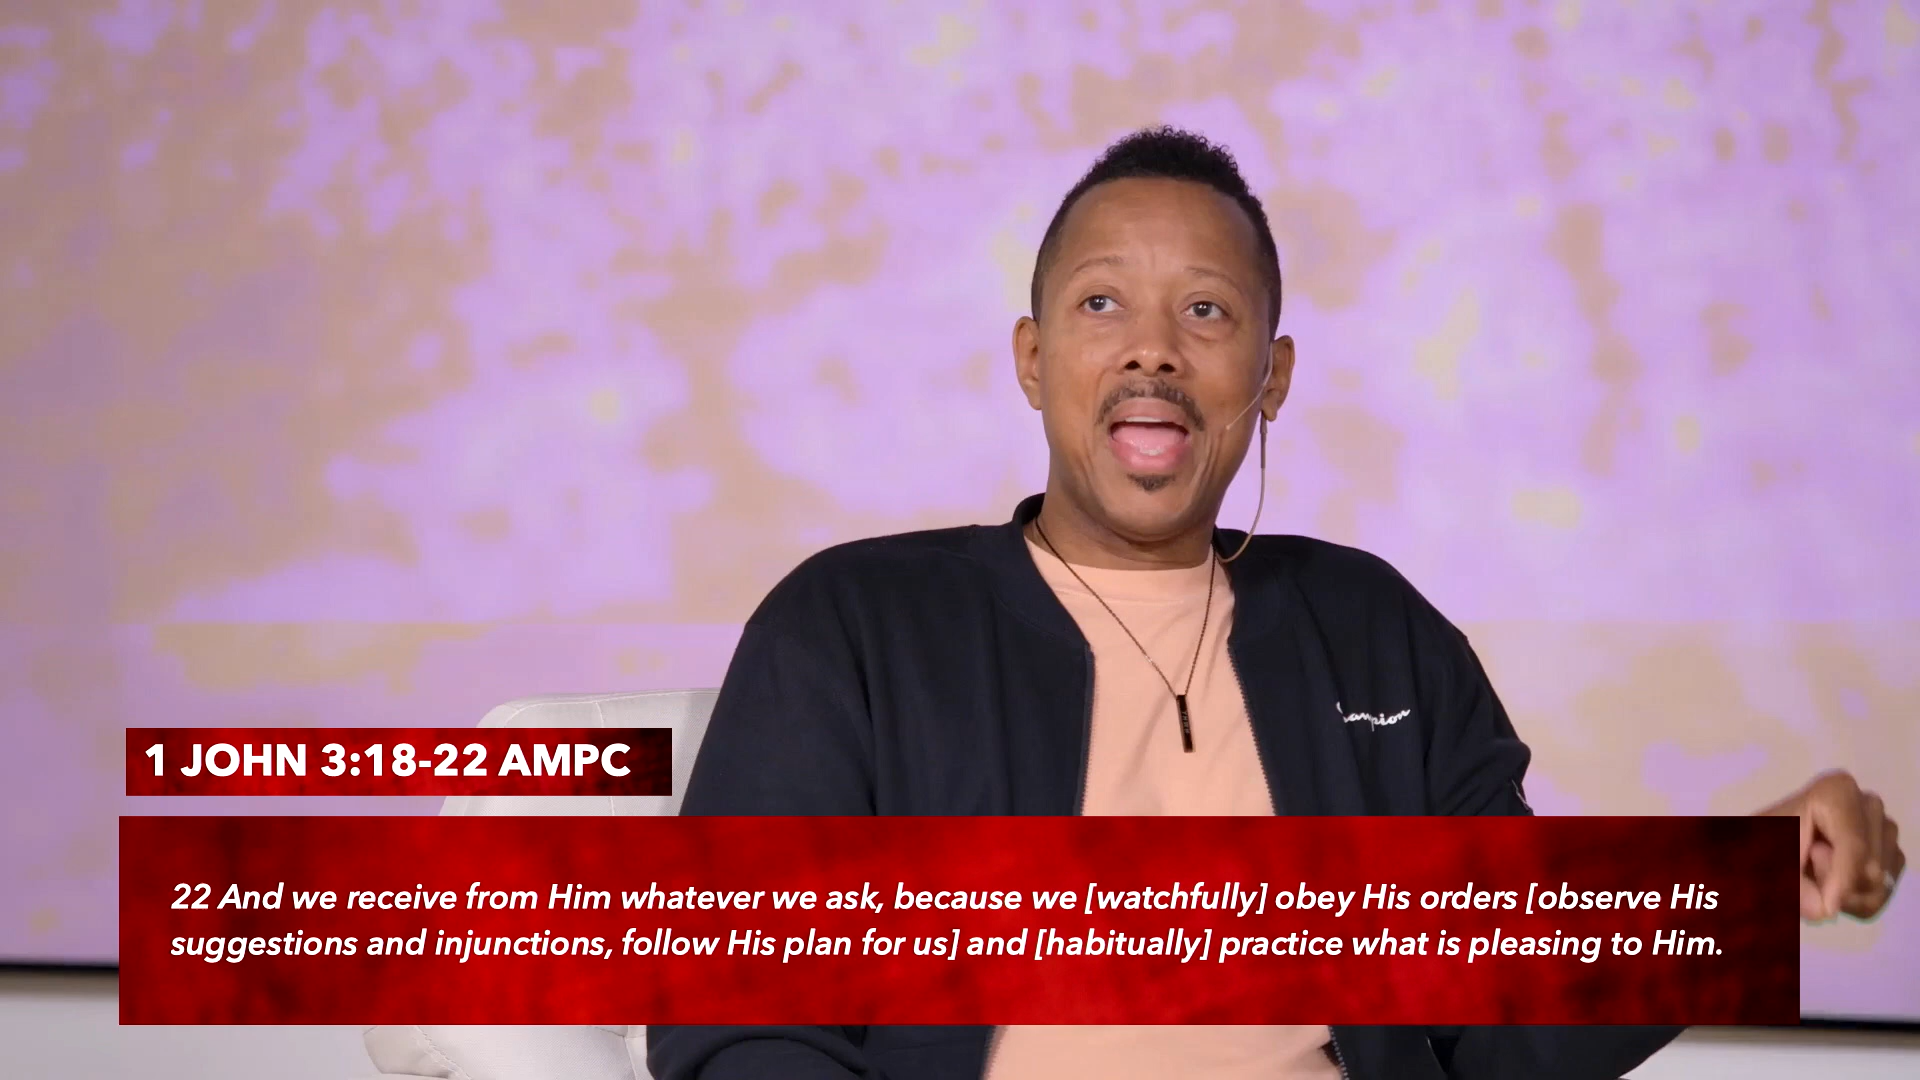 Champion
1 JOHN 3:18-22 AMPC
22 And we receive from Him whatever we ask, because we [watchfully] obey His orders [observe His
suggestions and injunctions, follow His plan for us] and [habitually] practice what is pleasing to Him.